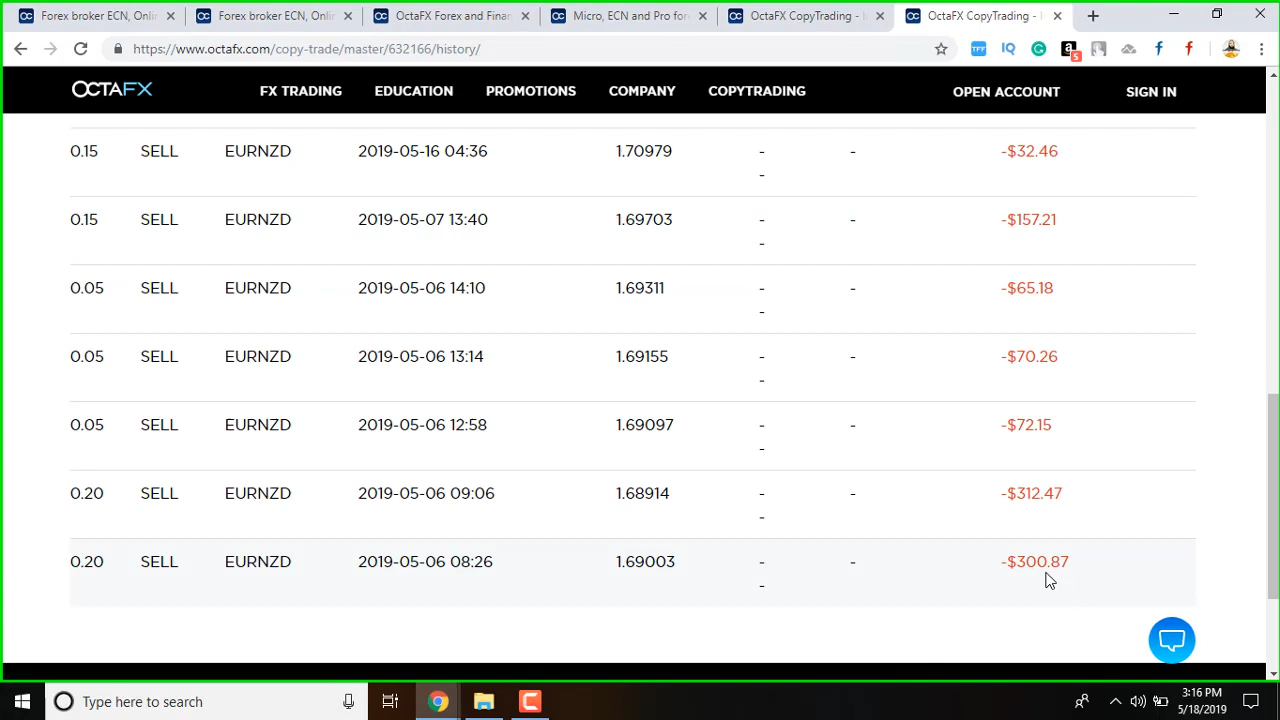 Forex broker ECN, Onlin
Forex broker ECN, Onlin
OctaFX Forex and Finan
Micro, ECN and Pro for
OctaFX CopyTrading - I
OctaFX CopyTrading -
https://www.octafx.com/copy-trade/master/632166/history/
TFF
IQ
5
OCTAFX
FX TRADING
EDUCATION
PROMOTIONS
COMPANY
COPYTRADING
OPEN ACCOUNT
SIGN IN
0.15 SELL EURNZD 2019-05-16 04:36 1.70979 - - -$32.46
-
0.15 SELL EURNZD 2019-05-07 13:40 1.69703 - - -$157.21
-
0.05 SELL EURNZD 2019-05-06 14:10 1.69311 - - -$65.18
-
0.05 SELL EURNZD 2019-05-06 13:14 1.69155 - - -$70.26
-
0.05 SELL EURNZD 2019-05-06 12:58 1.69097 - - -$72.15
-
0.20 SELL EURNZD 2019-05-06 09:06 1.68914 - - -$312.47
-
0.20 SELL EURNZD 2019-05-06 08:26 1.69003 - - -$300.87
-
Type here to search
3:16 PM
5/18/2019